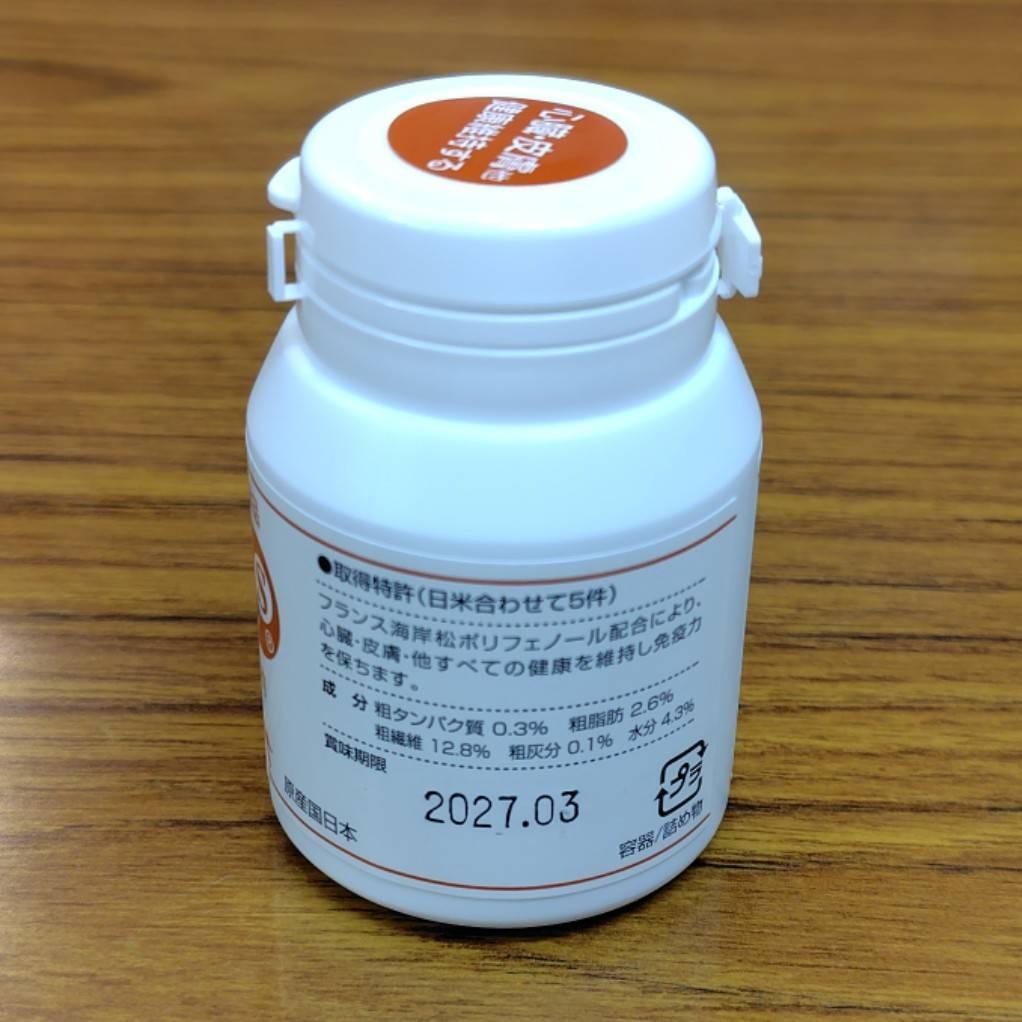 心臓・皮膚・他
健康維持する
S®
●取得特許(日米合わせて5件)
フランス海岸松ポリフェノール配合により、
心臓・皮膚・他すべての健康を維持し免疫力
を保ちます。
成 分 粗タンパク質 0.3% 粗脂肪 2.6%
粗繊維 12.8% 粗灰分 0.1% 水分 4.3%
賞味期限
2027.03
原産国日本
プラ
容器/詰め物